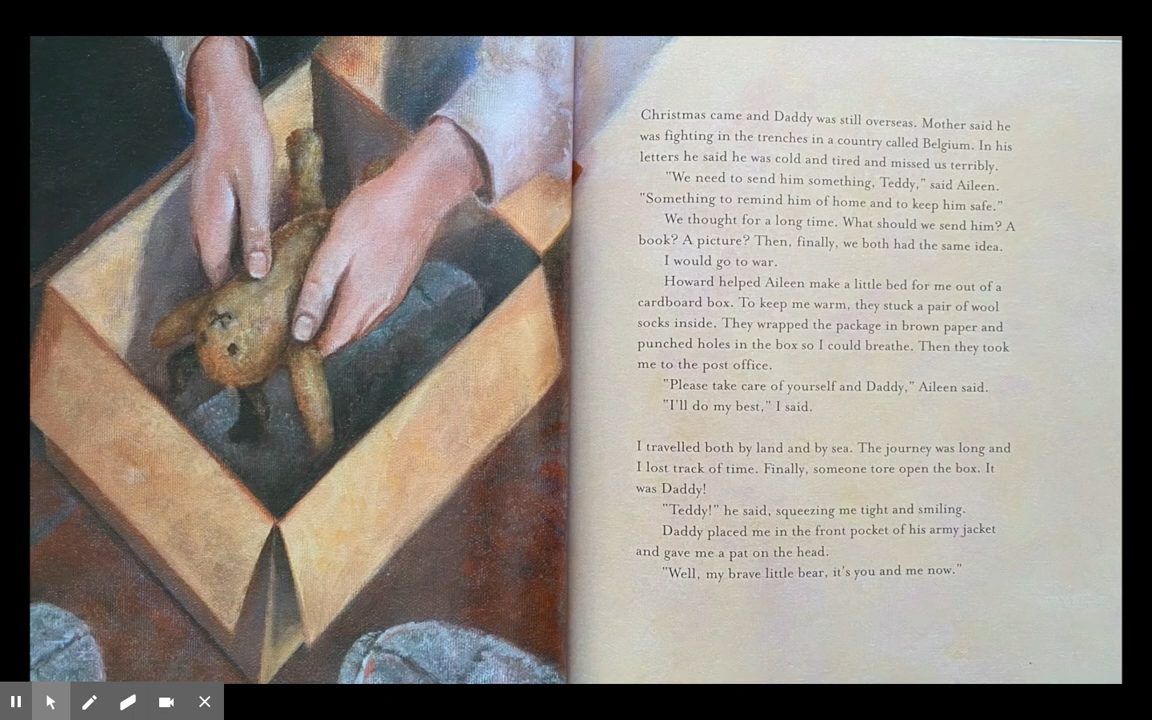 Christmas came and Daddy was still overseas. Mother said he
was fighting in the trenches in a country called Belgium. In his
letters he said he was cold and tired and missed us terribly.
"We need to send him something, Teddy," said Aileen.
"Something to remind him of home and to keep him safe."
We thought for a long time. What should we send him? A
book? A picture? Then, finally, we both had the same idea.
I would go to war.
Howard helped Aileen make a little bed for me out of a
cardboard box. To keep me warm, they stuck a pair of wool
socks inside. They wrapped the package in brown paper and
punched holes in the box so I could breathe. Then they took
me to the post office.
"Please take care of yourself and Daddy," Aileen said.
"I'll do my best," I said.
I travelled both by land and by sea. The journey was long and
I lost track of time. Finally, someone tore open the box. It
was Daddy!
"Teddy!" he said, squeezing me tight and smiling.
Daddy placed me in the front pocket of his army jacket
and gave me a pat on the head.
"Well, my brave little bear, it's you and me now."